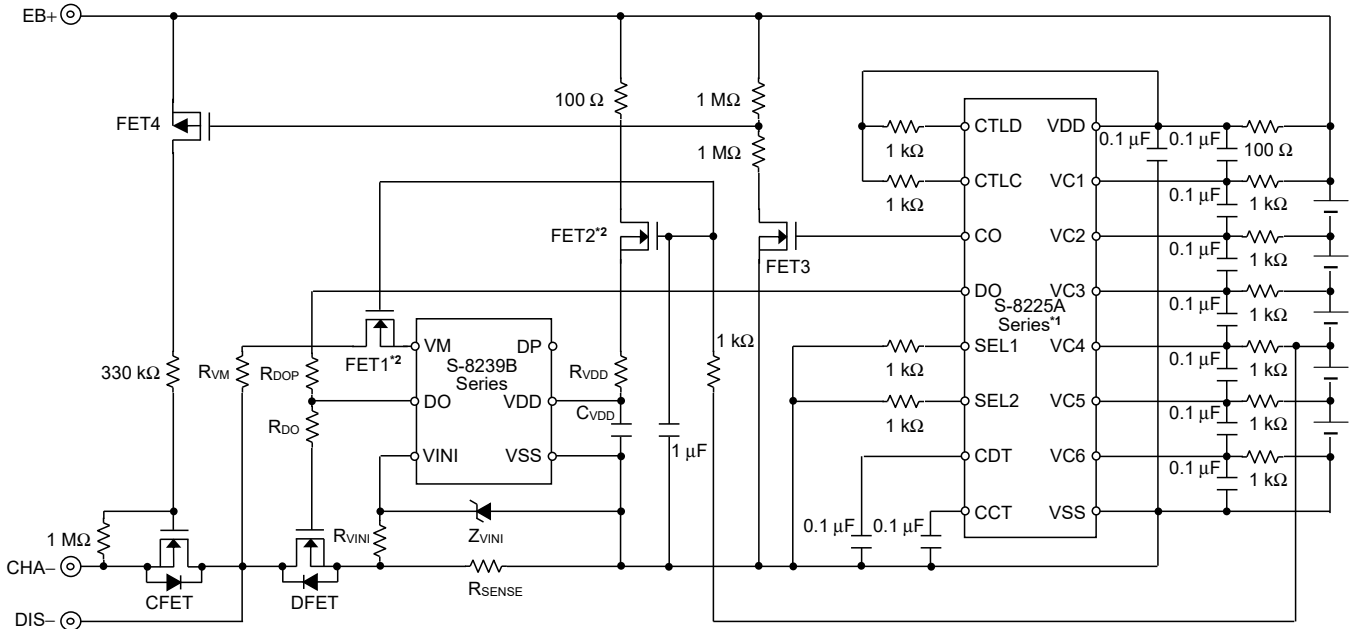 EB+
FET4
330 kΩ
1 MΩ
CHA−
CFET
DIS−
RVM
RDOP
RDO
FET1*2
DFET
RVINI
ZVINI
RSENSE
S-8239B
Series
VM
DO
VINI
DP
VDD
VSS
100 Ω
FET2*2
RVDD
CVDD
1 μF
1 kΩ
1 MΩ
1 MΩ
FET3
S-8225A
Series*1
CTLD
CTLC
CO
DO
SEL1
SEL2
CDT
CCT
VDD
VC1
VC2
VC3
VC4
VC5
VC6
VSS
1 kΩ
1 kΩ
1 kΩ
1 kΩ
0.1 μF
0.1 μF
0.1 μF
0.1 μF
100 Ω
0.1 μF
1 kΩ
0.1 μF
1 kΩ
0.1 μF
1 kΩ
0.1 μF
1 kΩ
0.1 μF
1 kΩ
0.1 μF
1 kΩ